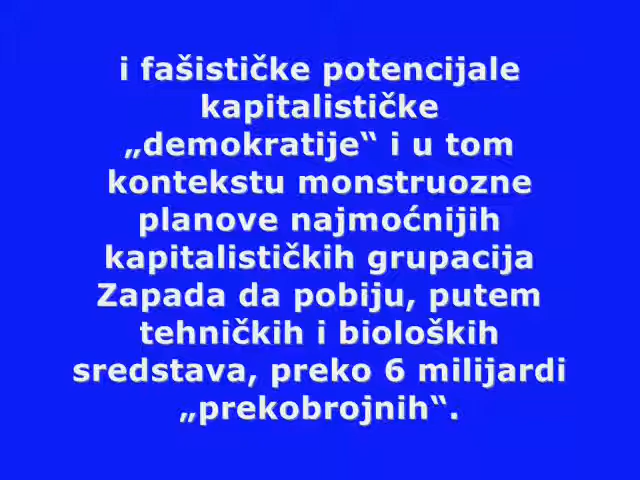 i fašističke potencijale
kapitalističke
„demokratije“ i u tom
kontekstu monstruozne
planove najmoćnijih
kapitalističkih grupacija
Zapada da pobiju, putem
tehničkih i bioloških
sredstava, preko 6 milijardi
„prekobrojnih“.